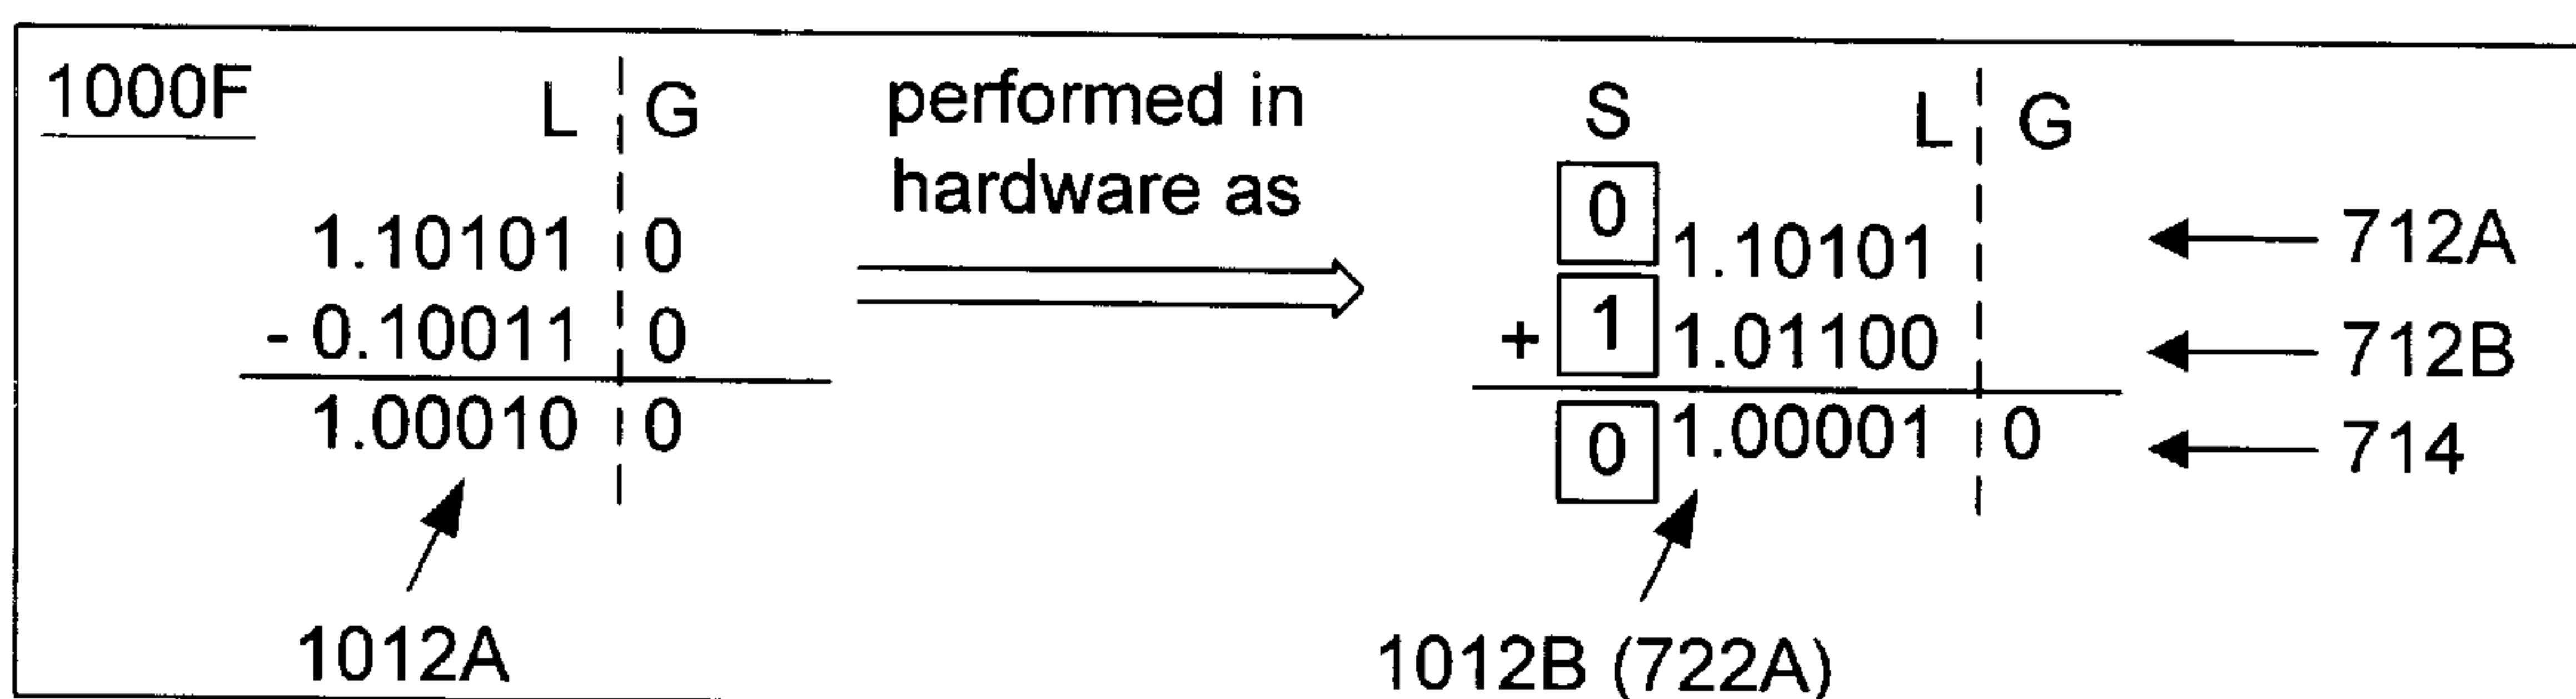 1000F
L G
1.10101 0
- 0.10011 0
1.00010 0
1012A
performed in
hardware as
S L G
0 1.10101 712A
+ 1 1.01100 712B
0 1.00001 0 714
1012B (722A)